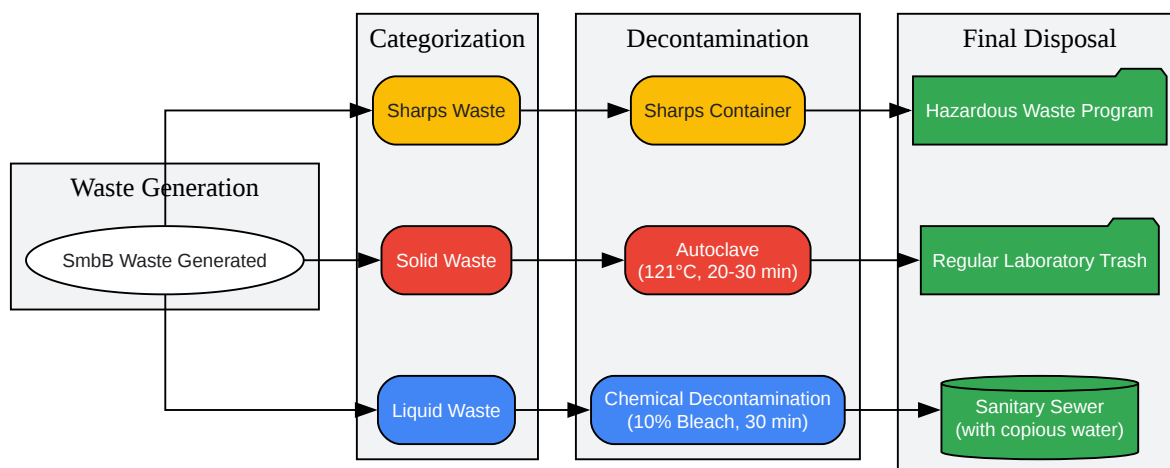 Categorization
Decontamination
Final Disposal
Sharps Waste
Sharps Container
Hazardous Waste Program
Waste Generation
SmbB Waste Generated
Solid Waste
Autoclave
(121°C, 20-30 min)
Regular Laboratory Trash
Liquid Waste
Chemical Decontamination
(10% Bleach, 30 min)
Sanitary Sewer
(with copious water)